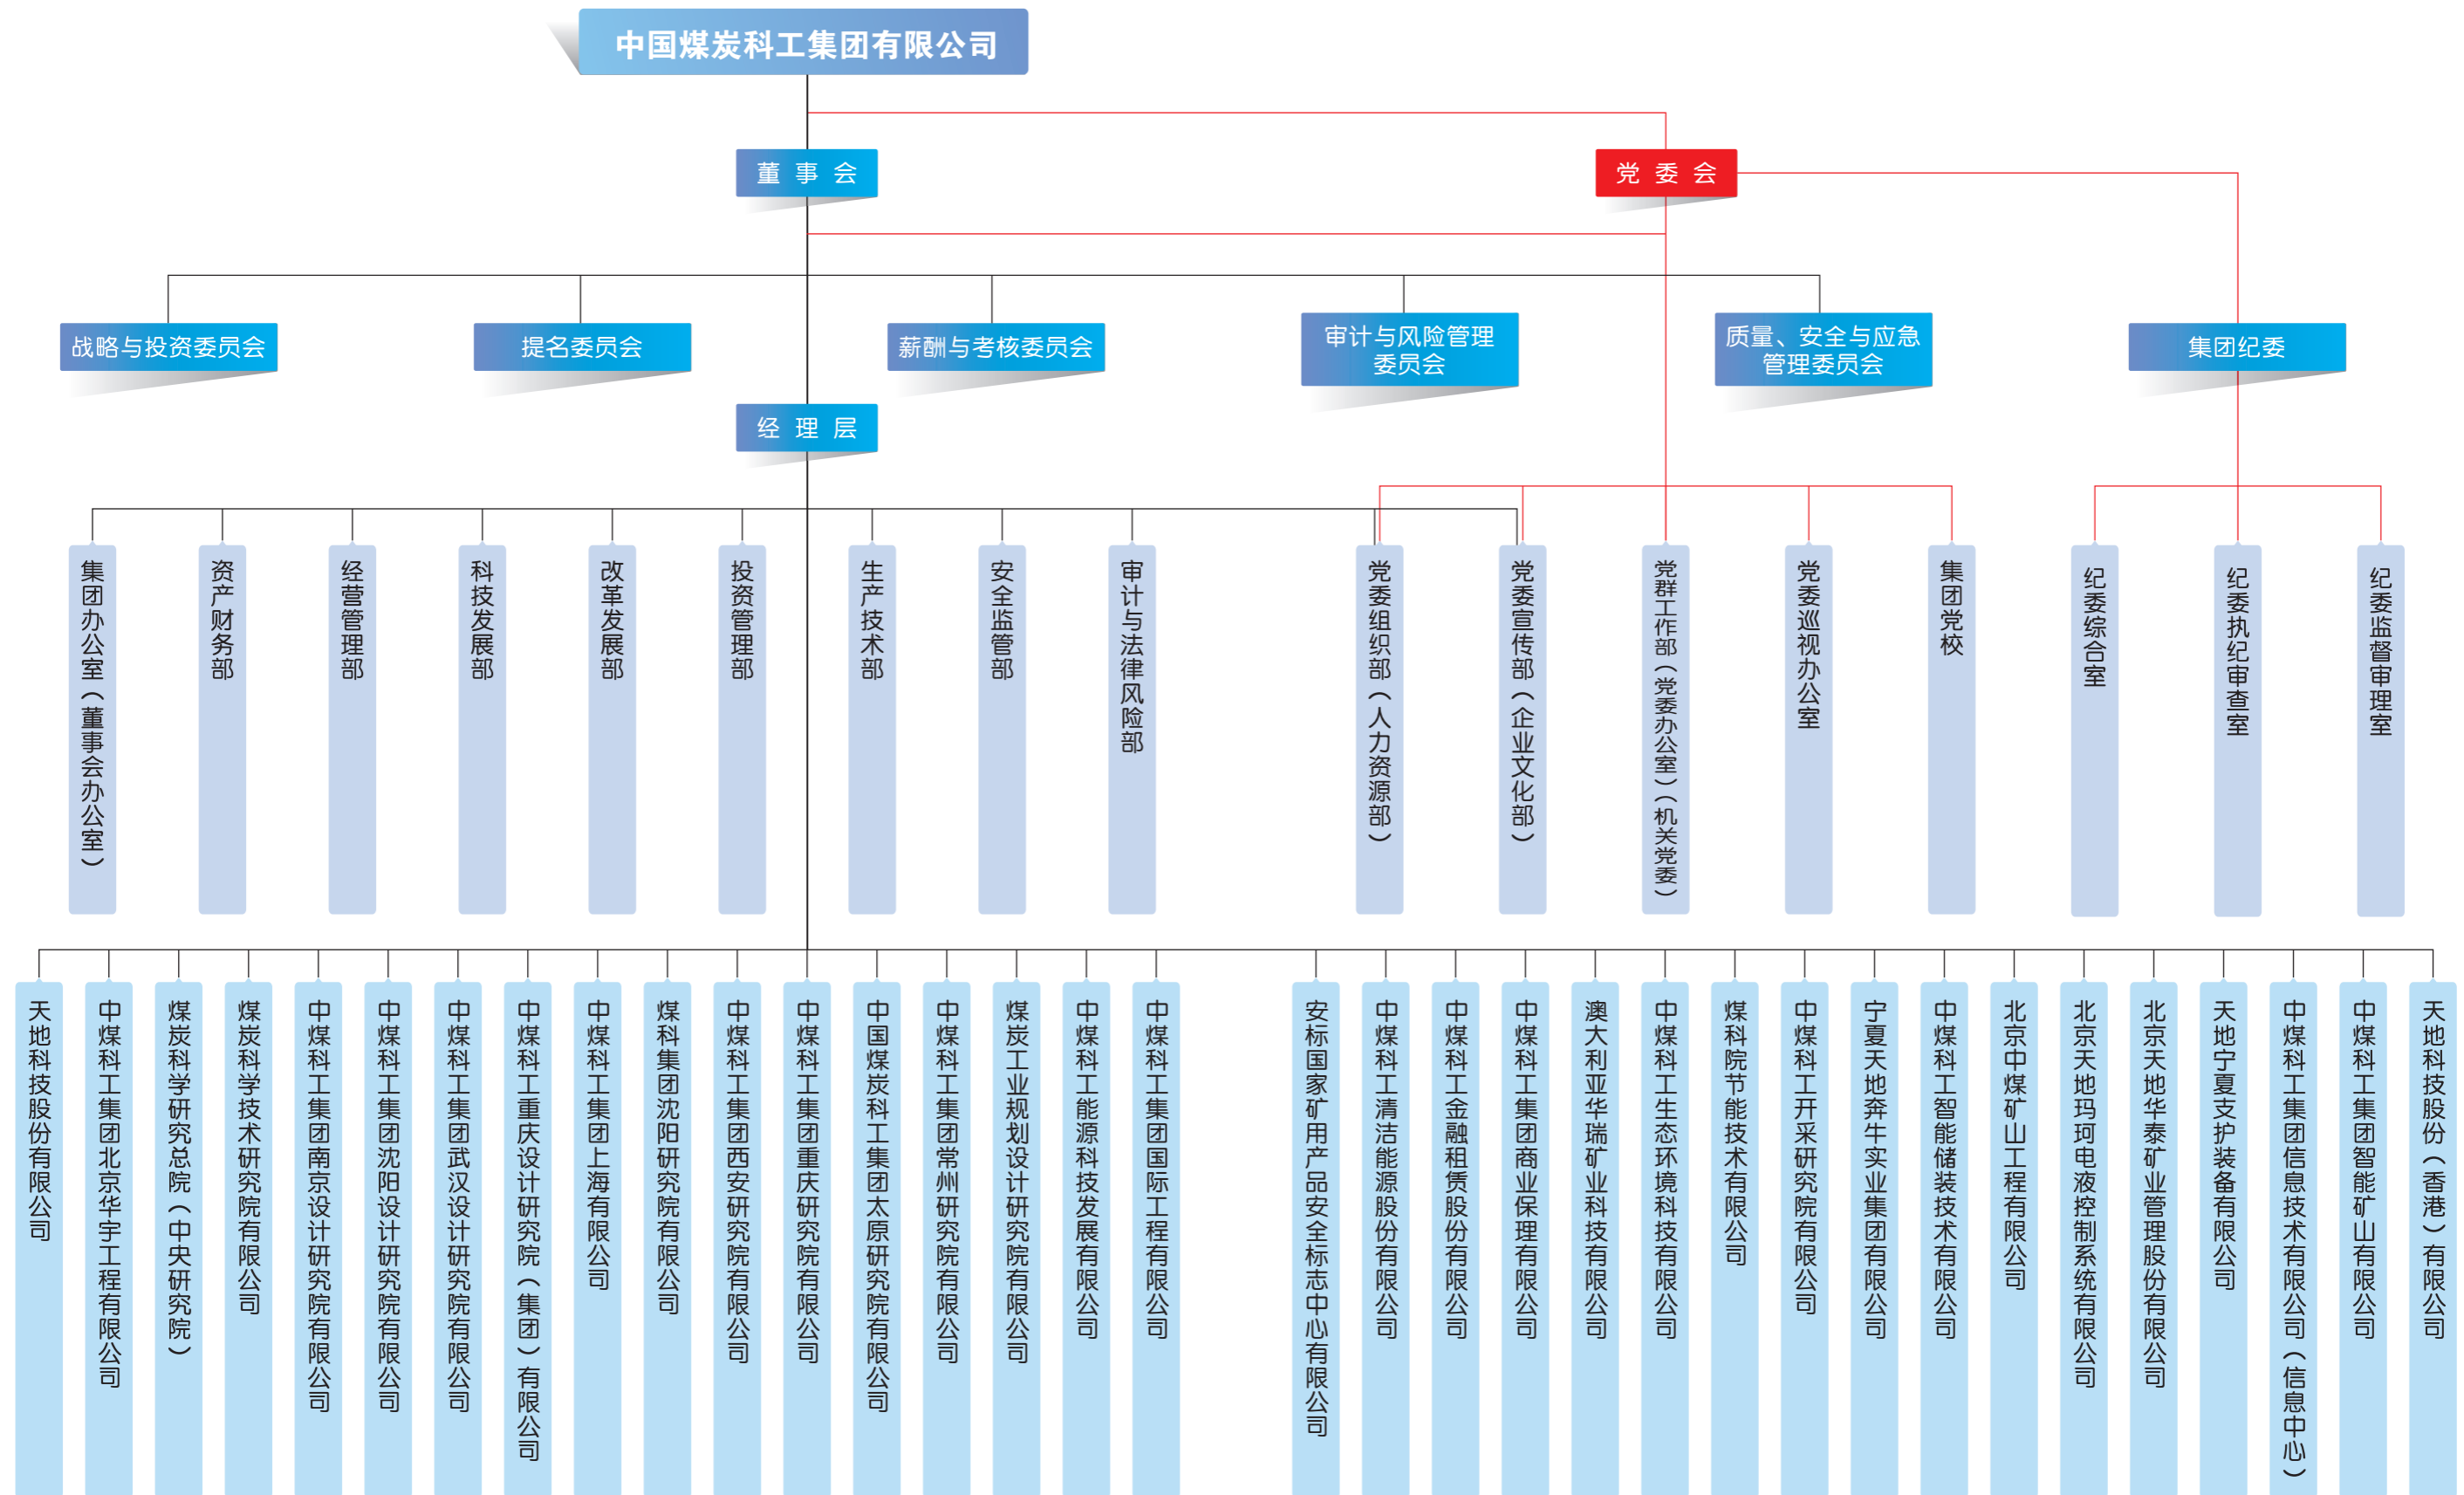 中国煤炭科工集团有限公司
董事会
党委会
战略与投资委员会
提名委员会
薪酬与考核委员会
审计与风险管理
委员会
质量、安全与应急
管理委员会
集团纪委
经理层
集团办公室（董事会办公室）
资产财务部
经营管理部
科技发展部
改革发展部
投资管理部
生产技术部
安全监管部
审计与法律风险部
党委组织部（人力资源部）
党委宣传部（企业文化部）
党群工作部（党委办公室）（机关党委）
党委巡视办公室
集团党校
纪委综合室
纪委执纪审查室
纪委监督审理室
天地科技股份有限公司
中煤科工集团北京华宇工程有限公司
煤炭科学研究总院（中央研究院）
煤炭科学技术研究院有限公司
中煤科工集团南京设计研究院有限公司
中煤科工集团沈阳设计研究院有限公司
中煤科工集团武汉设计研究院有限公司
中煤科工重庆设计研究院（集团）有限公司
中煤科工集团上海有限公司
煤科集团沈阳研究院有限公司
中煤科工集团西安研究院有限公司
中煤科工集团重庆研究院有限公司
中国煤炭科工集团太原研究院有限公司
中煤科工集团常州研究院有限公司
煤炭工业规划设计研究院有限公司
中煤科工能源科技发展有限公司
中煤科工集团国际工程有限公司
安标国家矿用产品安全标志中心有限公司
中煤科工清洁能源股份有限公司
中煤科工金融租赁股份有限公司
中煤科工集团商业保理有限公司
澳大利亚华瑞矿业科技有限公司
中煤科工生态环境科技有限公司
煤科院节能技术有限公司
中煤科工开采研究院有限公司
宁夏天地奔牛实业集团有限公司
中煤科工智能储装技术有限公司
北京中煤矿山工程有限公司
北京天地玛珂电液控制系统有限公司
北京天地华泰矿业管理股份有限公司
天地宁夏支护装备有限公司
中煤科工集团信息技术有限公司（信息中心）
中煤科工集团智能矿山有限公司
天地科技股份（香港）有限公司